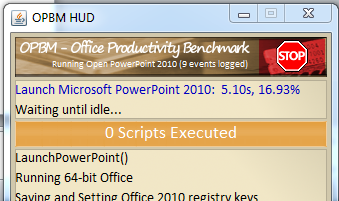 OPBM HUD
OPBM - Office Productivity Benchmark
Running Open PowerPoint 2010 (9 events logged)
STOP
Launch Microsoft PowerPoint 2010: 5.10s, 16.93%
Waiting until idle...
0 Scripts Executed
LaunchPowerPoint()
Running 64-bit Office
Saving and Setting Office 2010 registry keys